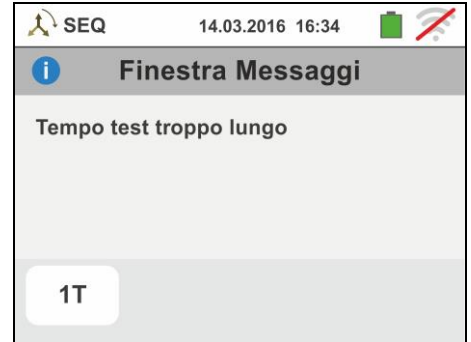 SEQ 14.03.2016 16:34
Finestra Messaggi
Tempo test troppo lungo
1T